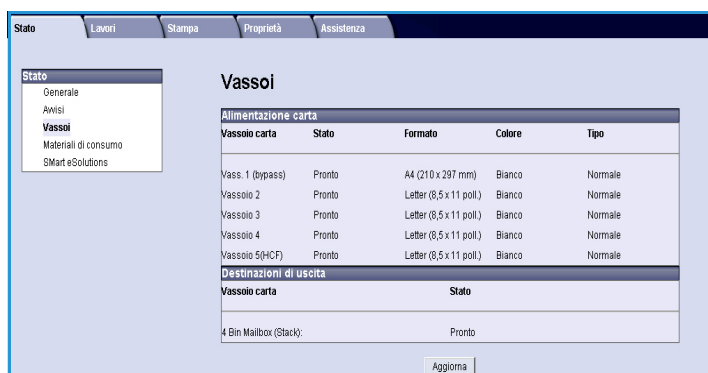 Stato Lavori Stampa Proprietà Assistenza
Stato
Generale
Avvisi
Vassoi
Materiali di consumo
SMart eSolutions
Vassoi
Alimentazione carta
Vassoio carta Stato Formato Colore Tipo
Vass. 1 (bypass) Pronto A4 (210 x 297 mm) Bianco Normale
Vassoio 2 Pronto Letter (8,5 x 11 poll.) Bianco Normale
Vassoio 3 Pronto Letter (8,5 x 11 poll.) Bianco Normale
Vassoio 4 Pronto Letter (8,5 x 11 poll.) Bianco Normale
Vassoio 5(HCF) Pronto Letter (8,5 x 11 poll.) Bianco Normale
Destinazioni di uscita
Vassoio carta Stato
4 Bin Mailbox (Stack): Pronto
Aggiorna